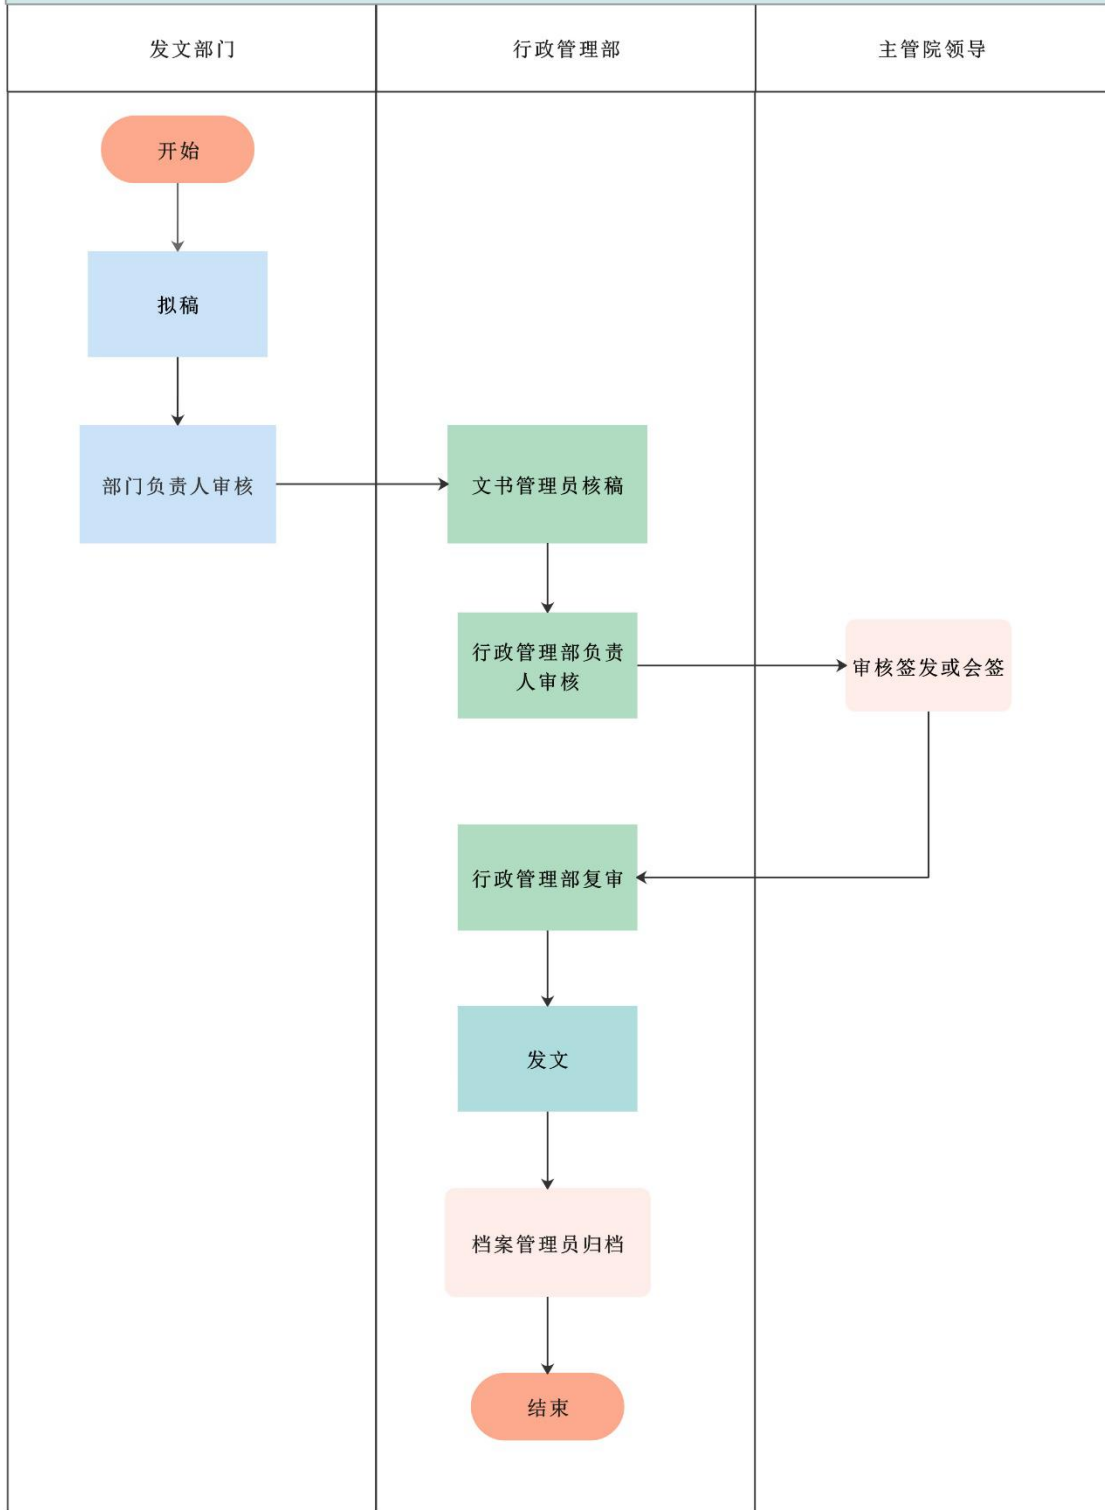 发文部门
行政管理部
主管院领导
开始
拟稿
部门负责人审核
文书管理员核稿
行政管理部负责
人审核
审核签发或会签
行政管理部复审
发文
档案管理员归档
结束